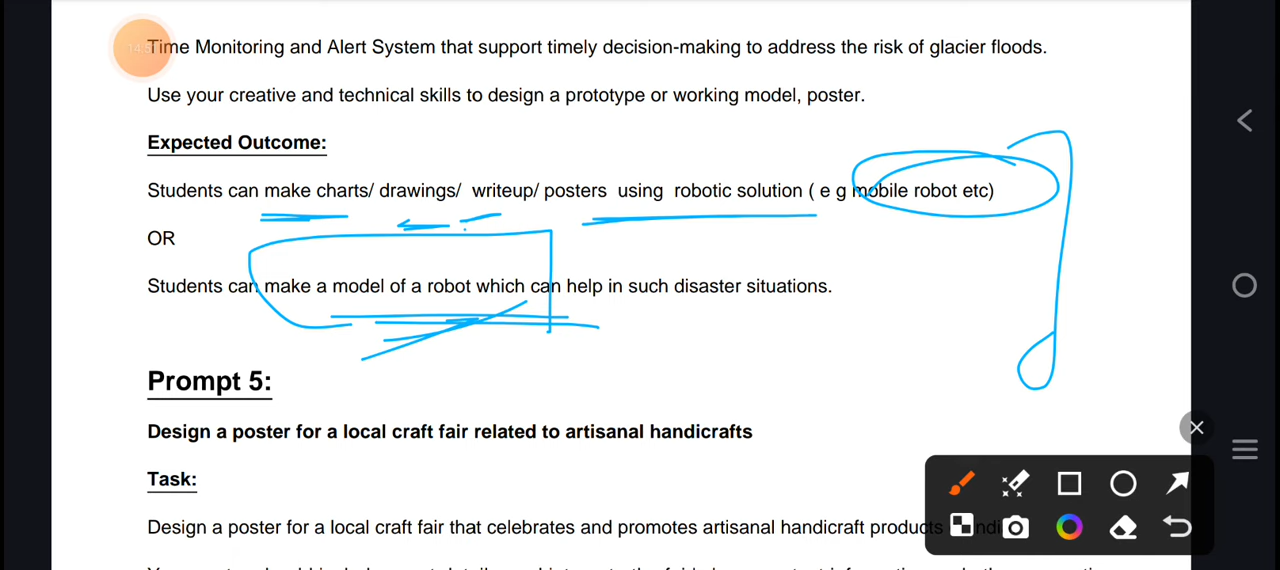 Time Monitoring and Alert System that support timely decision-making to address the risk of glacier floods.
Use your creative and technical skills to design a prototype or working model, poster.
Expected Outcome:
Students can make charts/ drawings/ writeup/ posters using robotic solution ( e g mobile robot etc)
OR
Students can make a model of a robot which can help in such disaster situations.
Prompt 5:
Design a poster for a local craft fair related to artisanal handicrafts
Task:
Design a poster for a local craft fair that celebrates and promotes artisanal handicraft products